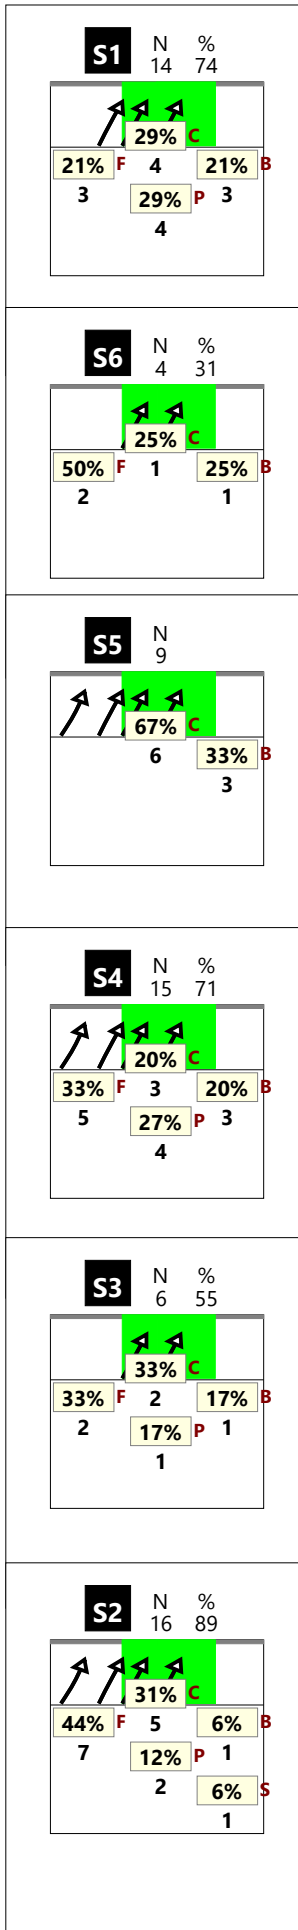 S1 N %
14 74
29% C
21% F 4 21% B
3 29% P 3
4
S6 N %
4 31
25% C
50% F 1 25% B
2 1
S5 N
9
67% C
6 33% B
3
S4 N %
15 71
20% C
33% F 3 20% B
5 27% P 3
4
S3 N %
6 55
33% C
33% F 2 17% B
2 17% P 1
1
S2 N %
16 89
31% C
44% F 5 6% B
7 12% P 1
2 6% S
1